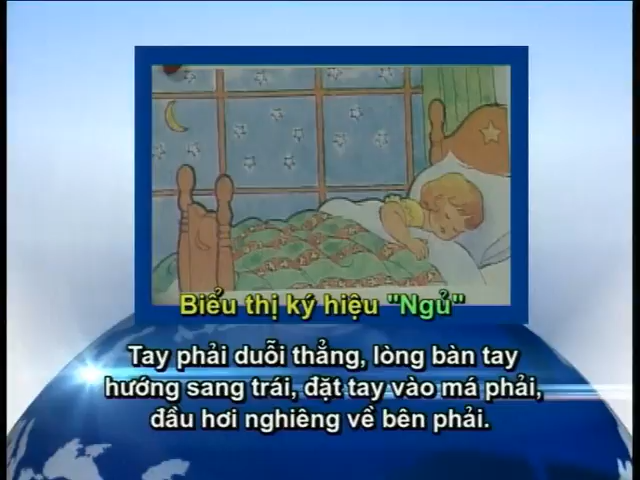 Biểu thị ký hiệu "Ngủ"
Tay phải duỗi thẳng, lòng bàn tay
hướng sang trái, đặt tay vào má phải,
đầu hơi nghiêng về bên phải.